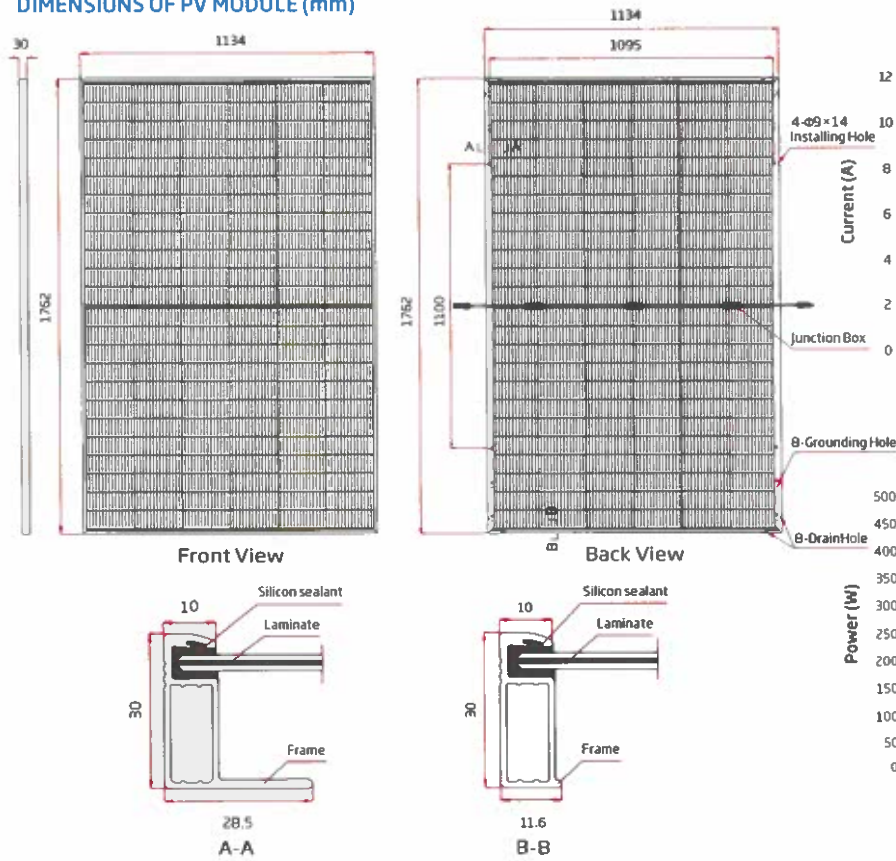 DIMENSIONS OF PV MODULE (mm)
30
1134
1762
Front View
1134
1095
A
A
1762
1100
4-Φ9×14
Installing Hole
Junction Box
8-Grounding Hole
8-DrainHole
B
B
Back View
12
10
8
6
4
2
0
Current (A)
500
450
400
350
300
250
200
150
100
50
0
Power (W)
10
Silicon sealant
Laminate
30
Frame
28.5
A-A
10
Silicon sealant
Laminate
30
Frame
11.6
B-B